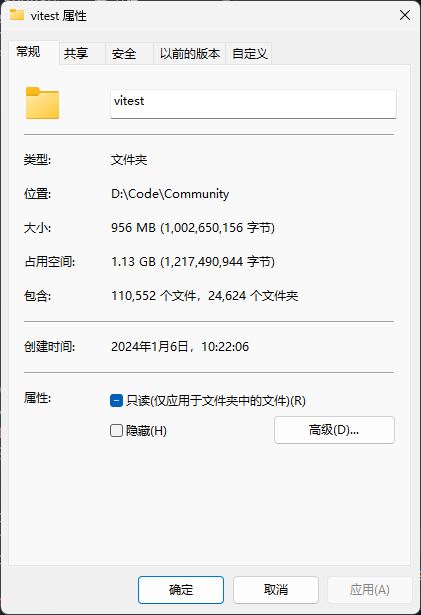 vitest 属性
常规 共享 安全 以前的版本 自定义
vitest
类型: 文件夹
位置: D:\Code\Community
大小: 956 MB (1,002,650,156 字节)
占用空间: 1.13 GB (1,217,490,944 字节)
包含: 110,552 个文件，24,624 个文件夹
创建时间: 2024年1月6日，10:22:06
属性: 只读(仅应用于文件夹中的文件)(R)
隐藏(H) 高级(D)...
确定 取消 应用(A)